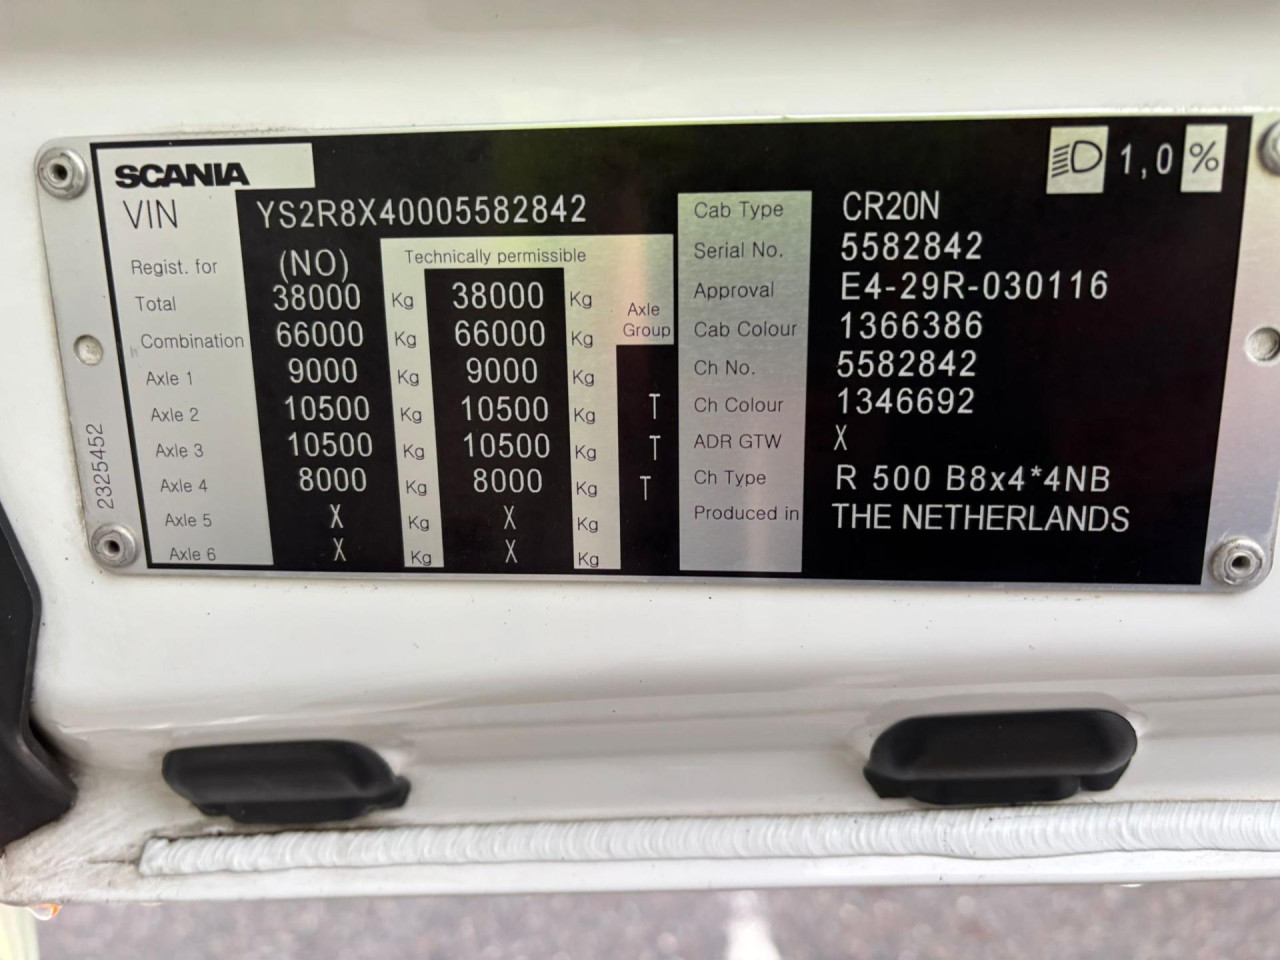 SCANIA
1,0 %
VIN YS2R8X40005582842
Regist. for (NO) Technically permissible
Total 38000 Kg 38000 Kg Axle Group
Combination 66000 Kg 66000 Kg
Axle 1 9000 Kg 9000 Kg
Axle 2 10500 Kg 10500 Kg T
Axle 3 10500 Kg 10500 Kg T
Axle 4 8000 Kg 8000 Kg T
Axle 5 X Kg X Kg
Axle 6 X Kg X Kg
Cab Type CR20N
Serial No. 5582842
Approval E4-29R-030116
Cab Colour 1366386
Ch No. 5582842
Ch Colour 1346692
ADR GTW X
Ch Type R 500 B8x4*4NB
Produced in THE NETHERLANDS
2325452